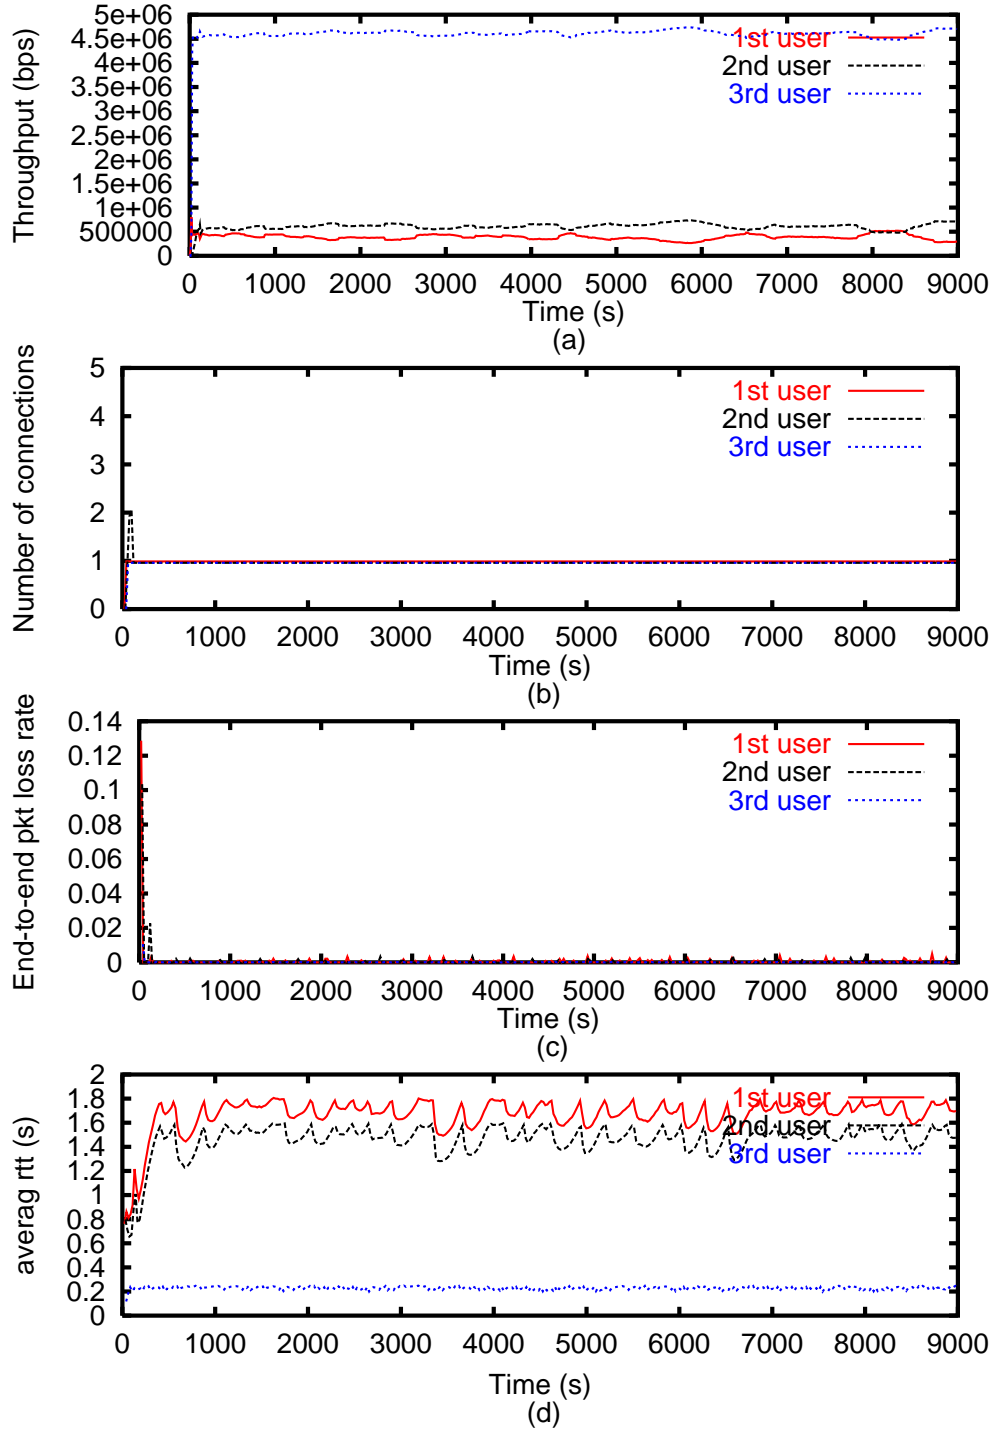 Throughput (bps)
5e+06
4.5e+06
4e+06
3.5e+06
3e+06
2.5e+06
2e+06
1.5e+06
1e+06
500000
0
1st user
2nd user
3rd user
0 1000 2000 3000 4000 5000 6000 7000 8000 9000
Time (s)
(a)
Number of connections
5
4
3
2
1
0
1st user
2nd user
3rd user
0 1000 2000 3000 4000 5000 6000 7000 8000 9000
Time (s)
(b)
End-to-end pkt loss rate
0.14
0.12
0.1
0.08
0.06
0.04
0.02
0
1st user
2nd user
3rd user
0 1000 2000 3000 4000 5000 6000 7000 8000 9000
Time (s)
(c)
averag rtt (s)
2
1.8
1.6
1.4
1.2
1
0.8
0.6
0.4
0.2
0
1st user
2nd user
3rd user
0 1000 2000 3000 4000 5000 6000 7000 8000 9000
Time (s)
(d)